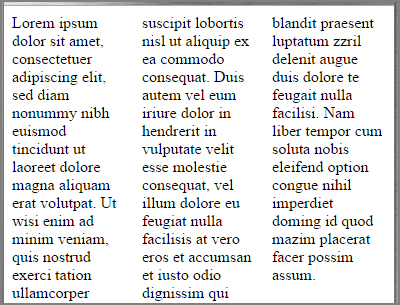 Lorem ipsum
dolor sit amet,
consectetuer
adipiscing elit,
sed diam
nonummy nibh
euismod
tincidunt ut
laoreet dolore
magna aliquam
erat volutpat. Ut
wisi enim ad
minim veniam,
quis nostrud
exerci tation
ullamcorper
suscipit lobortis
nisl ut aliquip ex
ea commodo
consequat. Duis
autem vel eum
iriure dolor in
hendrerit in
vulputate velit
esse molestie
consequat, vel
illum dolore eu
feugiat nulla
facilisis at vero
eros et accumsan
et iusto odio
dignissim qui
blandit praesent
luptatum zzril
delenit augue
duis dolore te
feugait nulla
facilisi. Nam
liber tempor cum
soluta nobis
eleifend option
congue nihil
imperdiet
doming id quod
mazim placerat
facer possim
assum.